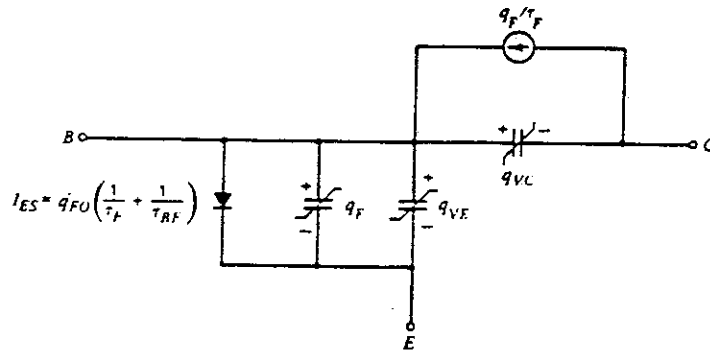 q_F/τ_F
B
+ −
C
q_VC
I_ES = q_FO (1/τ_F + 1/τ_BF)
+
q_F
−
+
q_VE
−
E